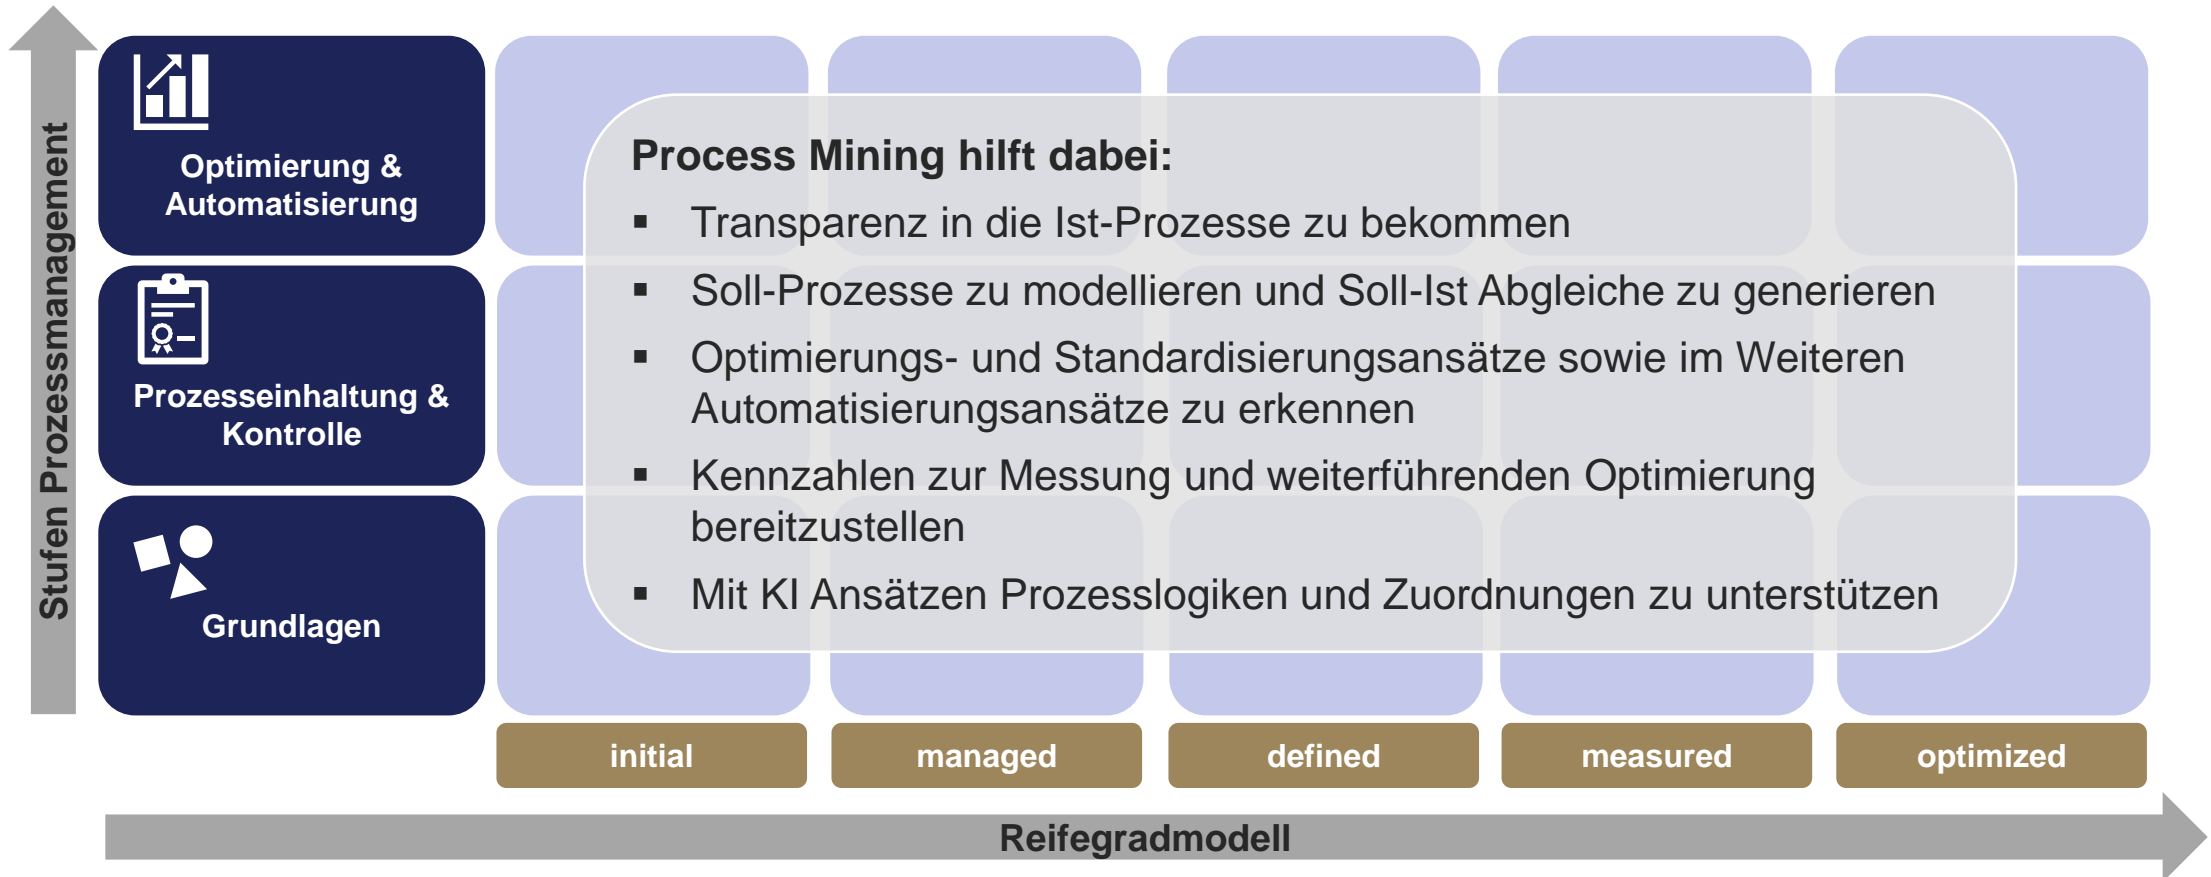 Stufen Prozessmanagement
Optimierung &
Automatisierung
Prozesseinhaltung &
Kontrolle
Grundlagen
Process Mining hilft dabei:
▪ Transparenz in die Ist-Prozesse zu bekommen
▪ Soll-Prozesse zu modellieren und Soll-Ist Abgleiche zu generieren
▪ Optimierungs- und Standardisierungsansätze sowie im Weiteren
Automatisierungsansätze zu erkennen
▪ Kennzahlen zur Messung und weiterführenden Optimierung
bereitzustellen
▪ Mit KI Ansätzen Prozesslogiken und Zuordnungen zu unterstützen
initial
managed
defined
measured
optimized
Reifegradmodell